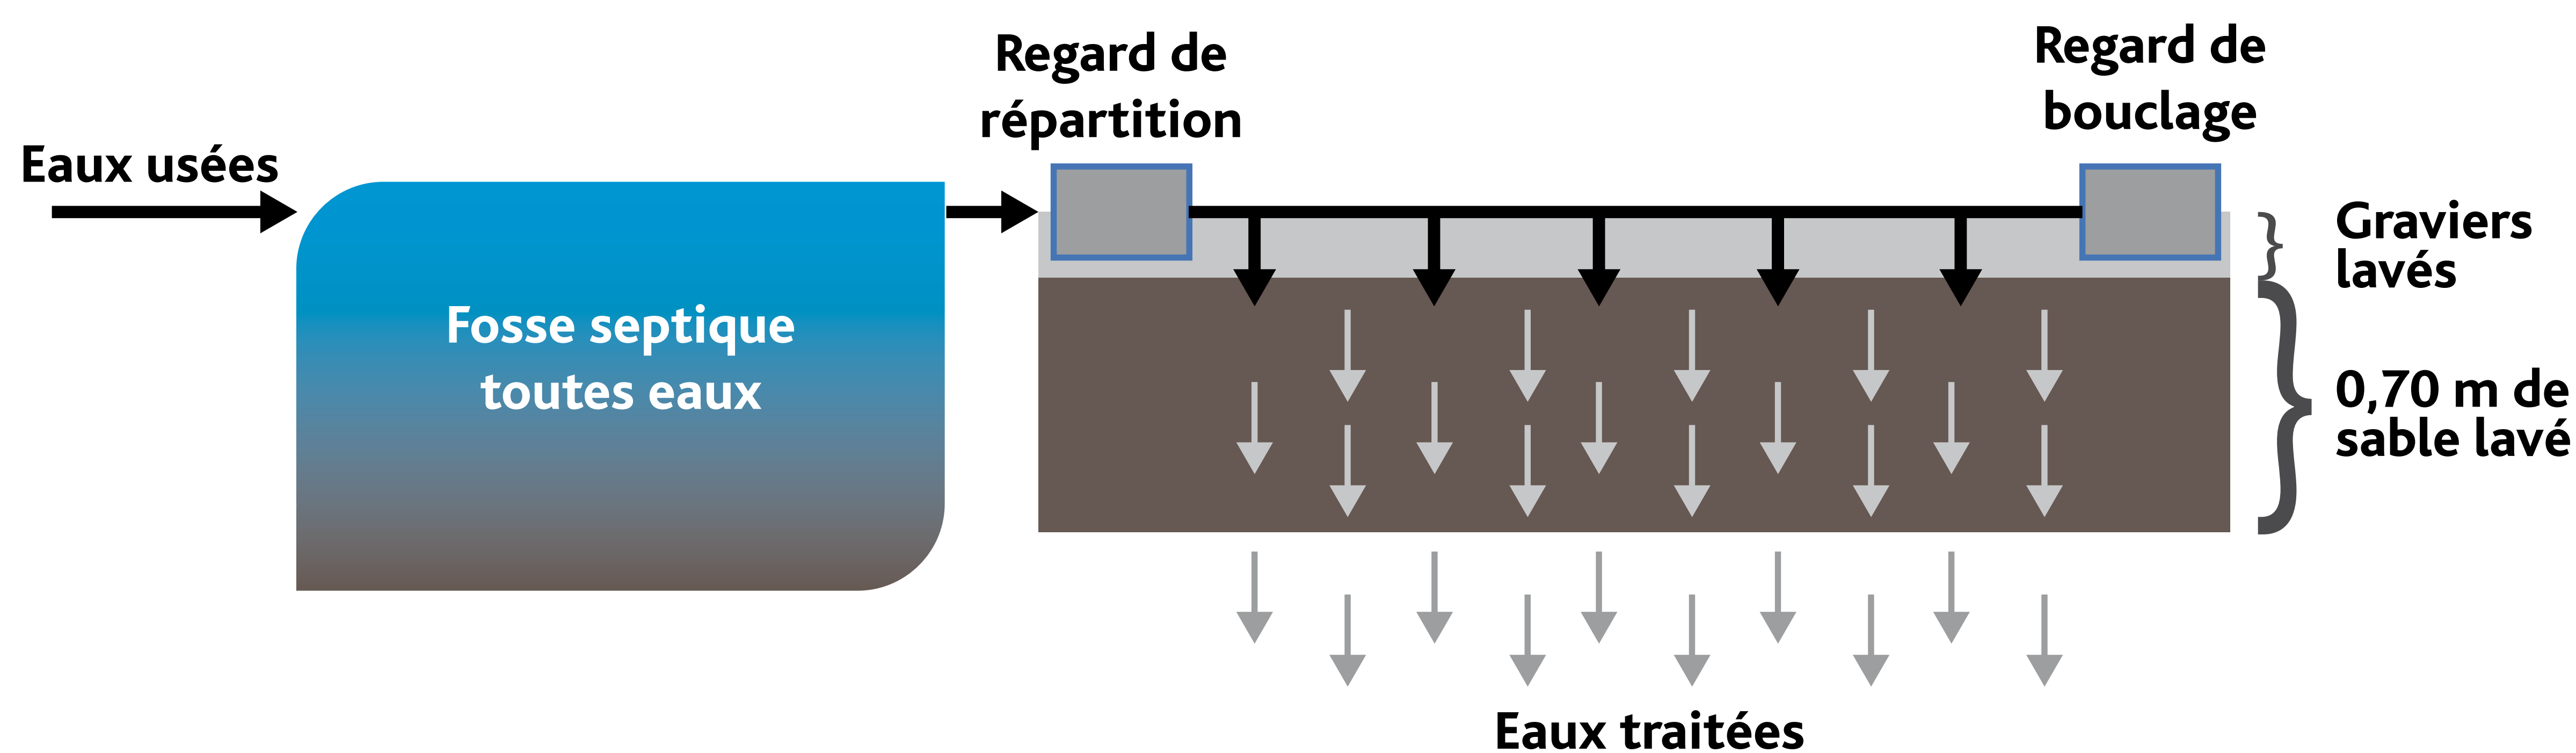 Eaux usées
Fosse septique
toutes eaux
Regard de
répartition
Regard de
bouclage
Graviers
lavés
0,70 m de
sable lavé
Eaux traitées